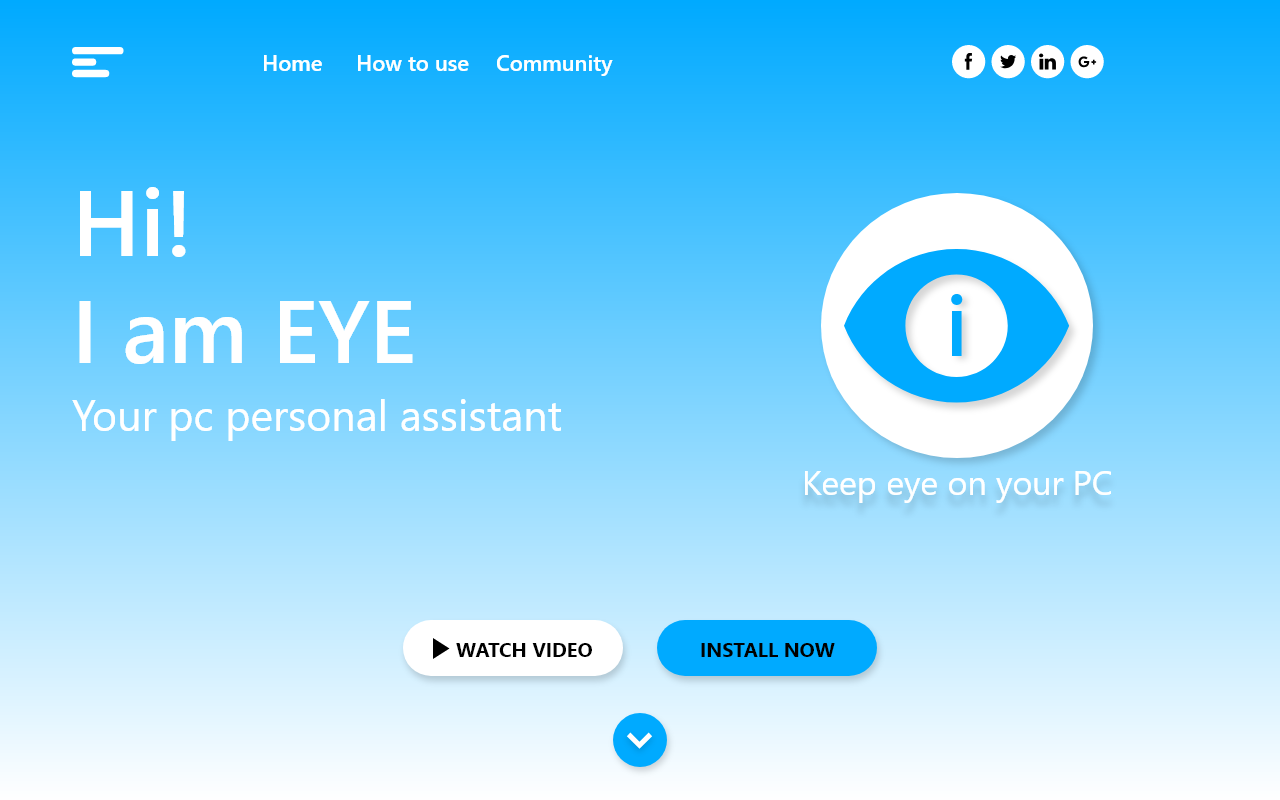 Home How to use Community
f in G+
Hi!
I am EYE
Your pc personal assistant
i
Keep eye on your PC
WATCH VIDEO
INSTALL NOW